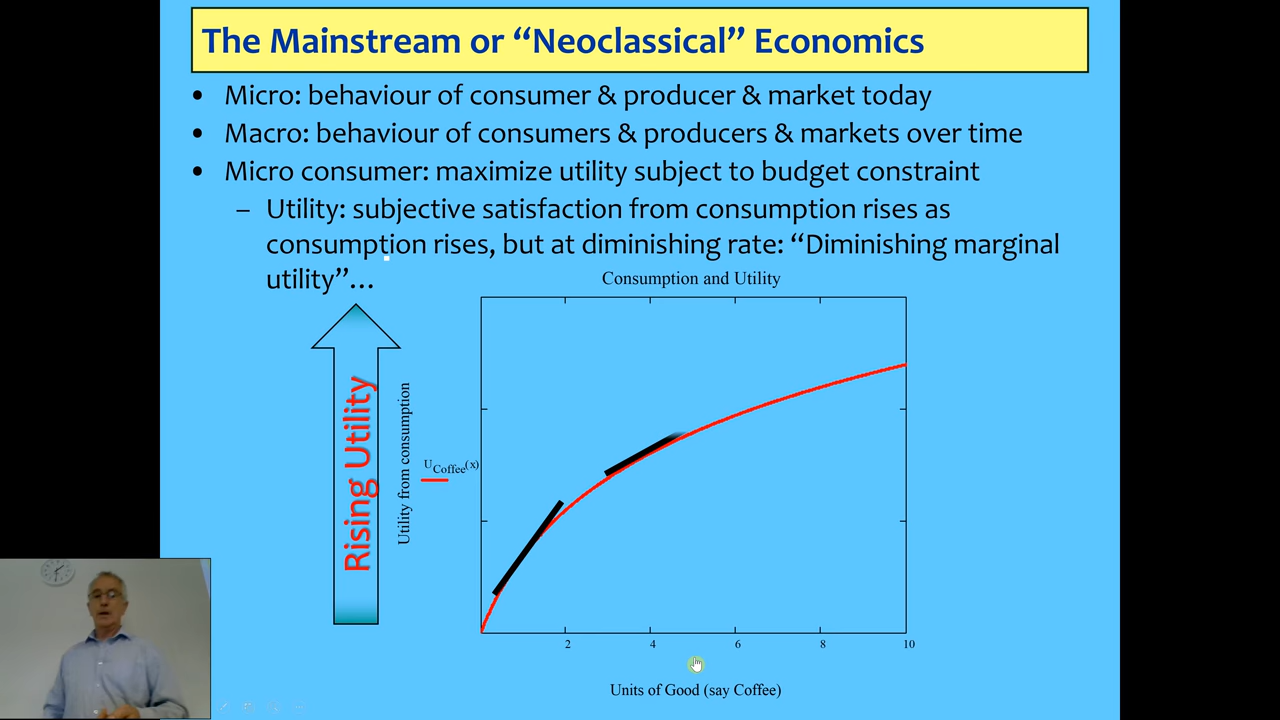 The Mainstream or “Neoclassical” Economics
• Micro: behaviour of consumer & producer & market today
• Macro: behaviour of consumers & producers & markets over time
• Micro consumer: maximize utility subject to budget constraint
– Utility: subjective satisfaction from consumption rises as
consumption rises, but at diminishing rate: “Diminishing marginal
utility”…
Consumption and Utility
Rising Utility
Utility from consumption
UCoffee(x)
2 4 6 8 10
Units of Good (say Coffee)